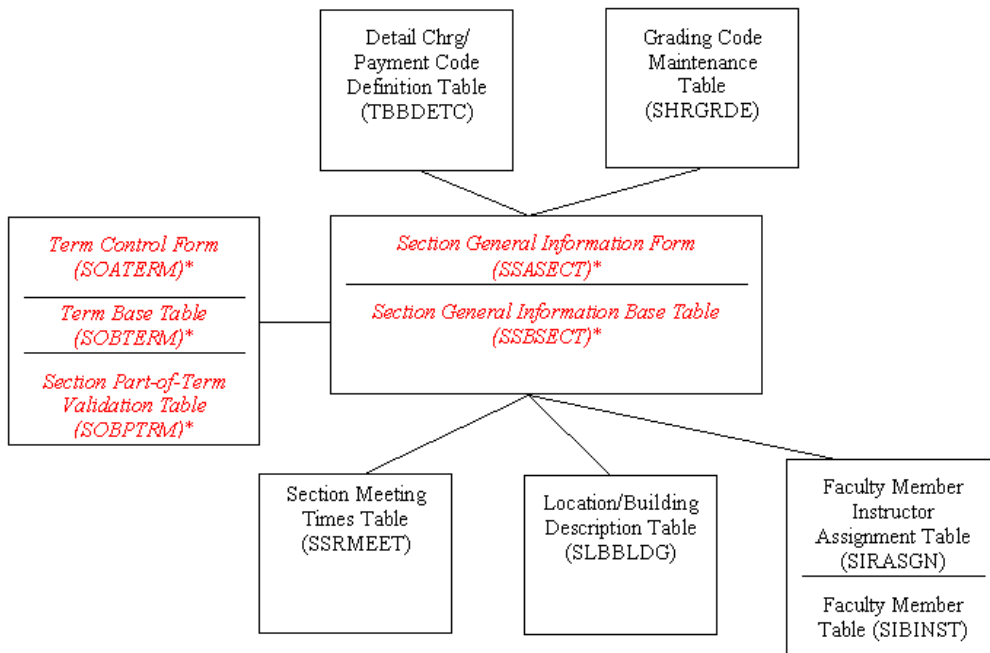 Detail Chrg/
Payment Code
Definition Table
(TBBDETC)
Grading Code
Maintenance
Table
(SHRGRDE)
Term Control Form
(SOATERM)*
Term Base Table
(SOBTERM)*
Section Part-of-Term
Validation Table
(SOBPTRM)*
Section General Information Form
(SSASECT)*
Section General Information Base Table
(SSBSECT)*
Section Meeting
Times Table
(SSRMEET)
Location/Building
Description Table
(SLBBLDG)
Faculty Member
Instructor
Assignment Table
(SIRASGN)
Faculty Member
Table (SIBINST)